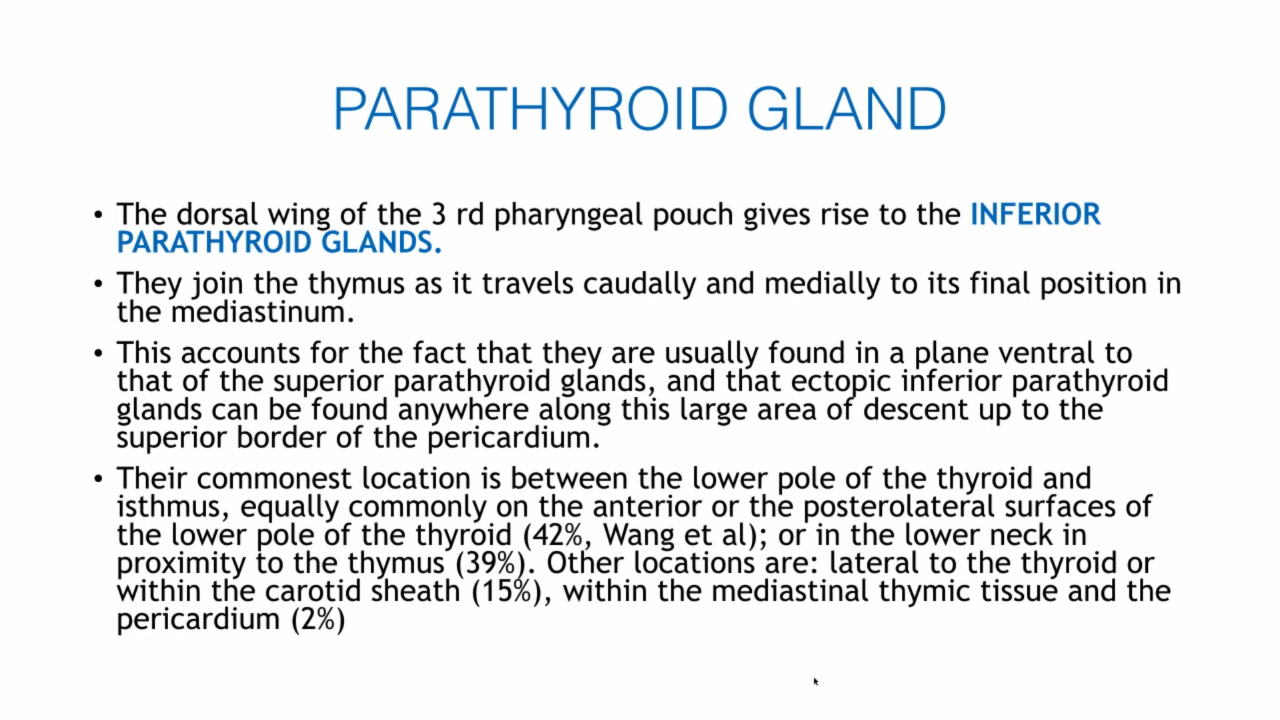 PARATHYROID GLAND
• The dorsal wing of the 3 rd pharyngeal pouch gives rise to the INFERIOR
PARATHYROID GLANDS.
• They join the thymus as it travels caudally and medially to its final position in
the mediastinum.
• This accounts for the fact that they are usually found in a plane ventral to
that of the superior parathyroid glands, and that ectopic inferior parathyroid
glands can be found anywhere along this large area of descent up to the
superior border of the pericardium.
• Their commonest location is between the lower pole of the thyroid and
isthmus, equally commonly on the anterior or the posterolateral surfaces of
the lower pole of the thyroid (42%, Wang et al); or in the lower neck in
proximity to the thymus (39%). Other locations are: lateral to the thyroid or
within the carotid sheath (15%), within the mediastinal thymic tissue and the
pericardium (2%)